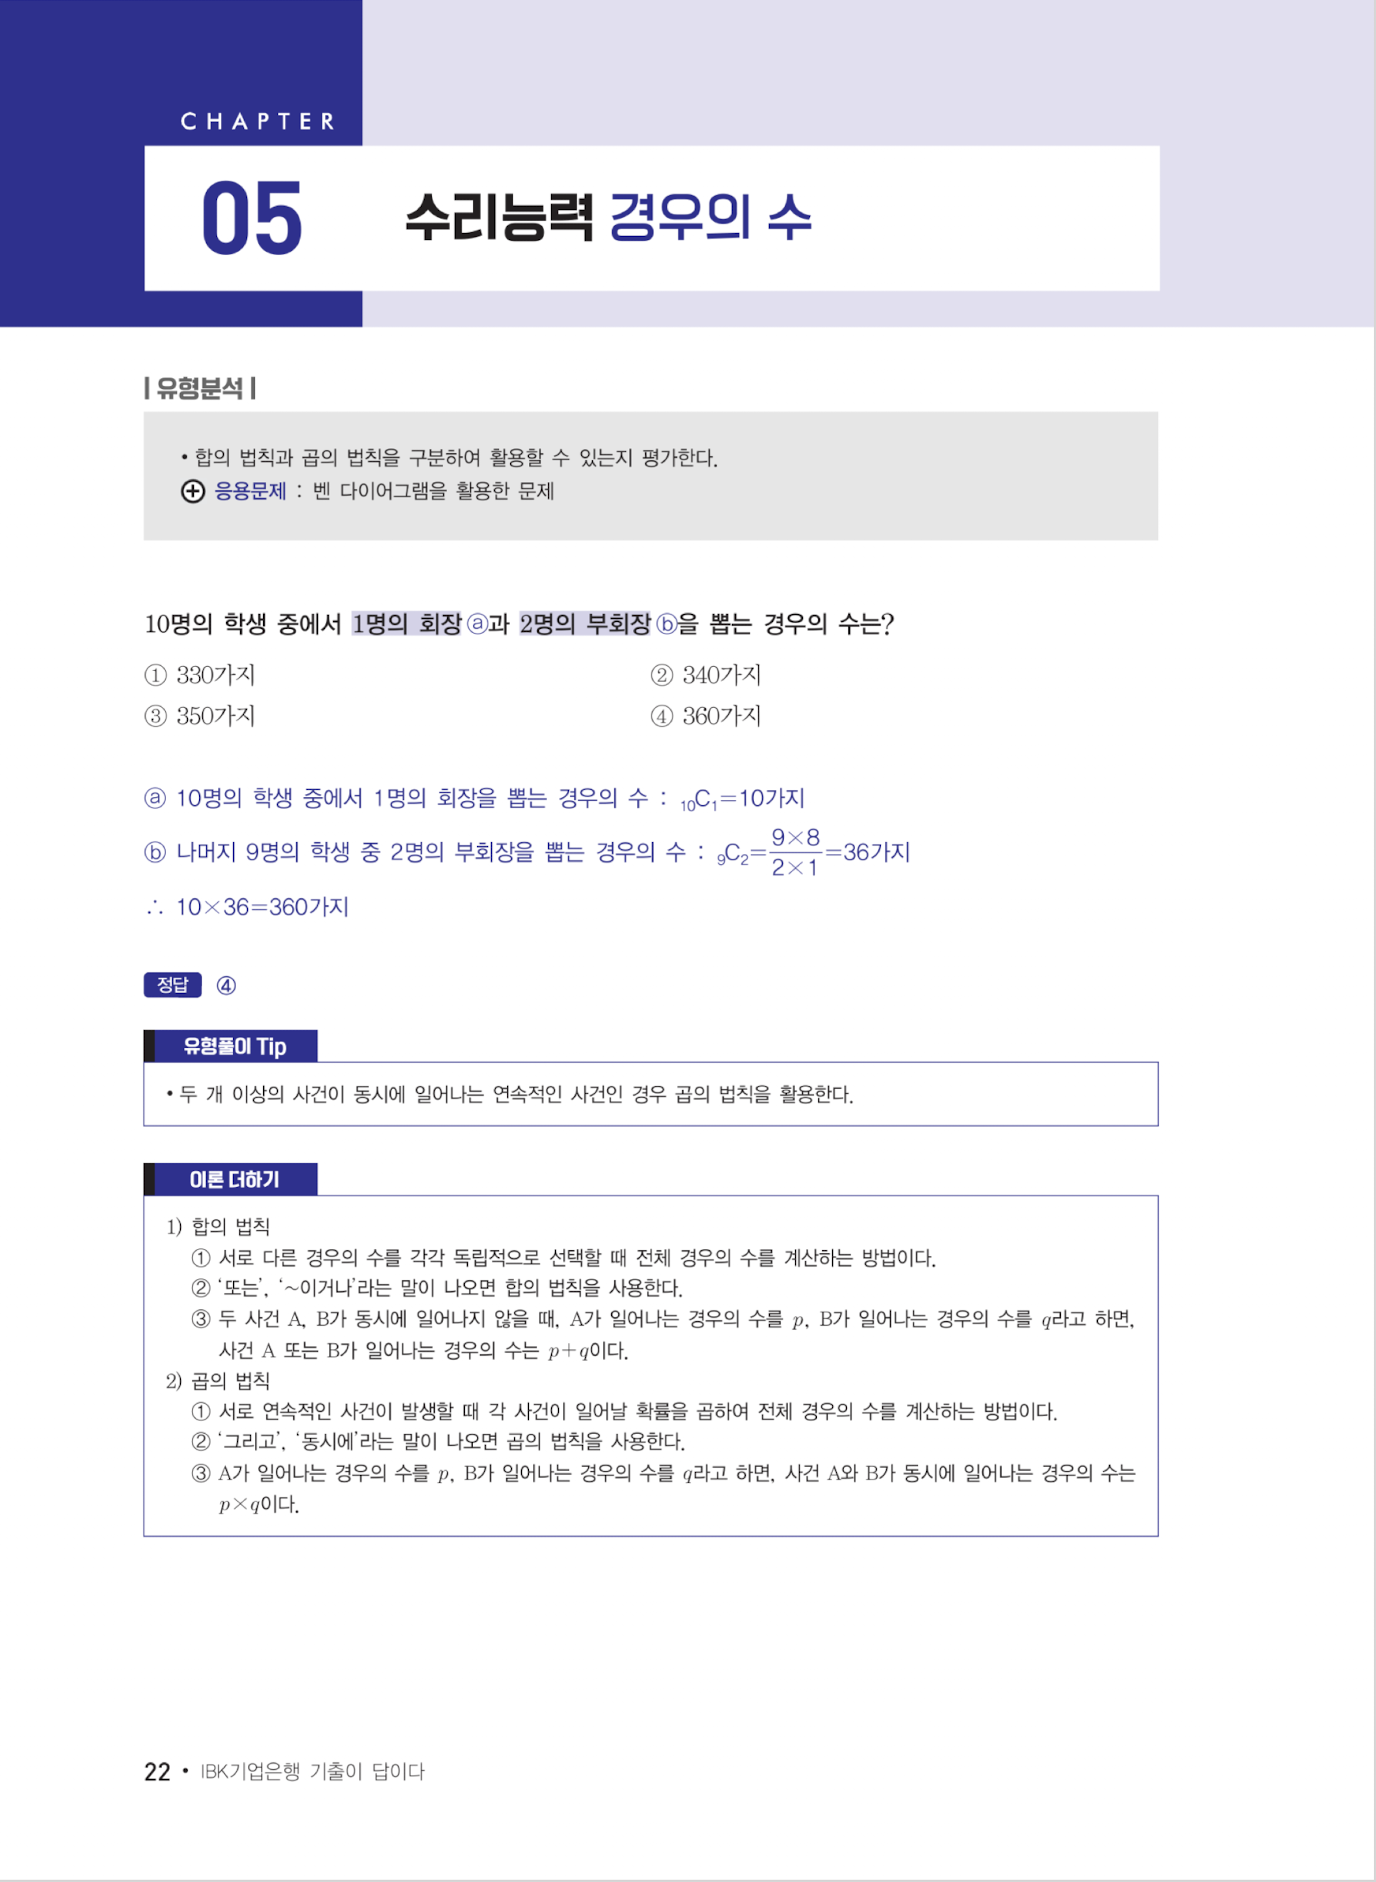 CHAPTER
05 수리능력 경우의 수
| 유형분석 |
• 합의 법칙과 곱의 법칙을 구분하여 활용할 수 있는지 평가한다.
⊕ 응용문제 : 벤 다이어그램을 활용한 문제
10명의 학생 중에서 1명의 회장ⓐ과 2명의 부회장ⓑ을 뽑는 경우의 수는?
① 330가지 ② 340가지
③ 350가지 ④ 360가지
ⓐ 10명의 학생 중에서 1명의 회장을 뽑는 경우의 수 : ₁₀C₁=10가지
ⓑ 나머지 9명의 학생 중 2명의 부회장을 뽑는 경우의 수 : ₉C₂=9×8/2×1=36가지
∴ 10×36=360가지
정답 ④
유형풀이 Tip
• 두 개 이상의 사건이 동시에 일어나는 연속적인 사건인 경우 곱의 법칙을 활용한다.
이론 더하기
1) 합의 법칙
① 서로 다른 경우의 수를 각각 독립적으로 선택할 때 전체 경우의 수를 계산하는 방법이다.
② ‘또는’, ‘~이거나’라는 말이 나오면 합의 법칙을 사용한다.
③ 두 사건 A, B가 동시에 일어나지 않을 때, A가 일어나는 경우의 수를 p, B가 일어나는 경우의 수를 q라고 하면,
사건 A 또는 B가 일어나는 경우의 수는 p+q이다.
2) 곱의 법칙
① 서로 연속적인 사건이 발생할 때 각 사건이 일어날 확률을 곱하여 전체 경우의 수를 계산하는 방법이다.
② ‘그리고’, ‘동시에’라는 말이 나오면 곱의 법칙을 사용한다.
③ A가 일어나는 경우의 수를 p, B가 일어나는 경우의 수를 q라고 하면, 사건 A와 B가 동시에 일어나는 경우의 수는
p×q이다.
22 • IBK기업은행 기출이 답이다